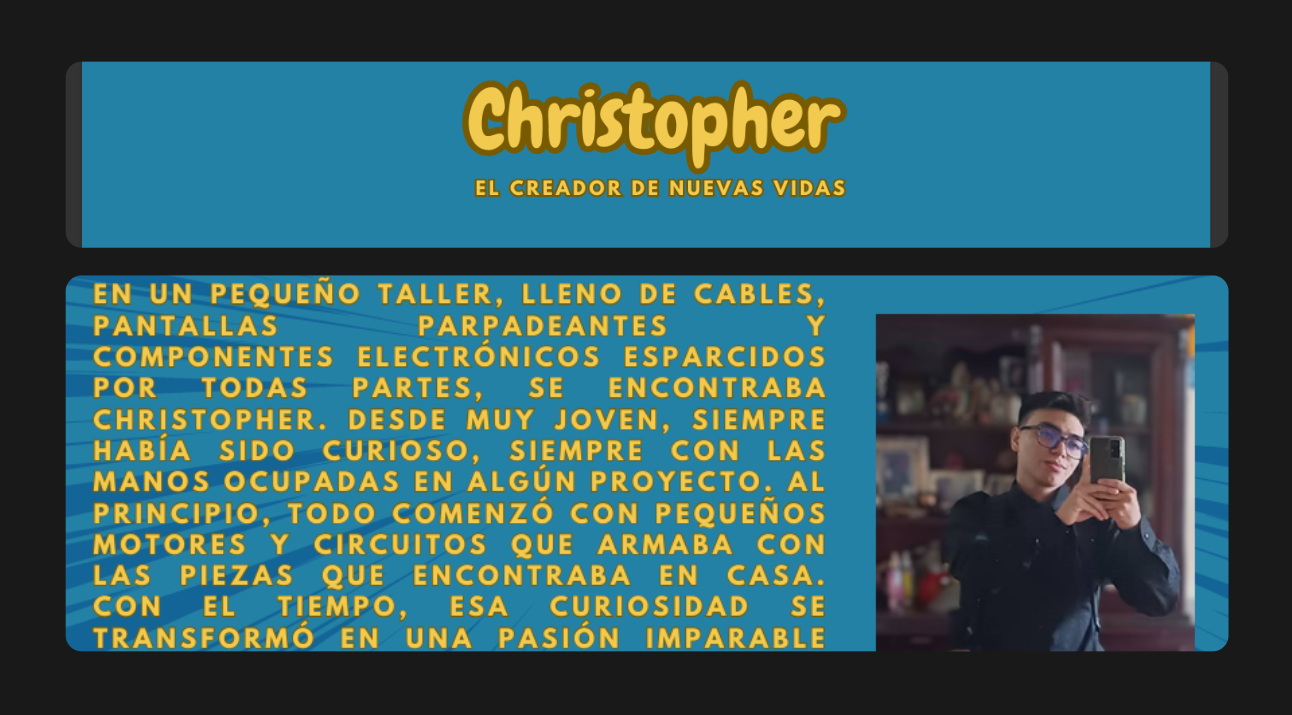 Christopher
EL CREADOR DE NUEVAS VIDAS
EN UN PEQUEÑO TALLER, LLENO DE CABLES,
PANTALLAS PARPADEANTES Y
COMPONENTES ELECTRÓNICOS ESPARCIDOS
POR TODAS PARTES, SE ENCONTRABA
CHRISTOPHER. DESDE MUY JOVEN, SIEMPRE
HABÍA SIDO CURIOSO, SIEMPRE CON LAS
MANOS OCUPADAS EN ALGÚN PROYECTO. AL
PRINCIPIO, TODO COMENZÓ CON PEQUEÑOS
MOTORES Y CIRCUITOS QUE ARMABA CON
LAS PIEZAS QUE ENCONTRABA EN CASA.
CON EL TIEMPO, ESA CURIOSIDAD SE
TRANSFORMÓ EN UNA PASIÓN IMPARABLE